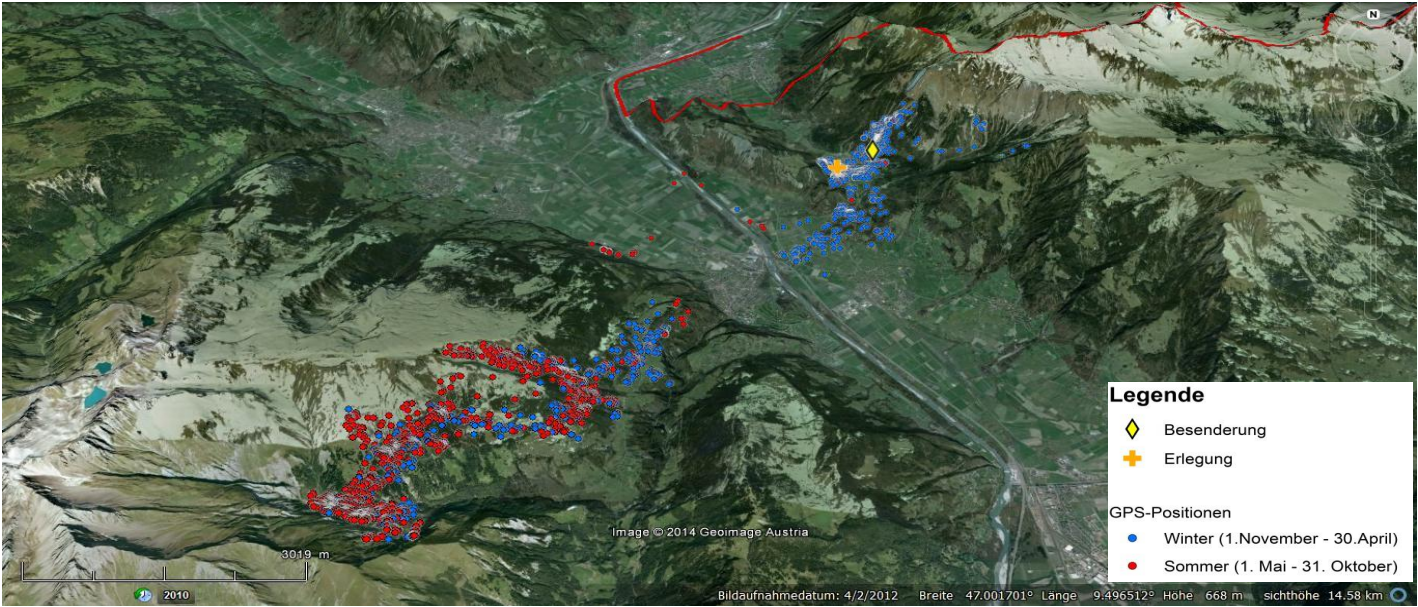 N
Legende
Besenderung
Erlegung
GPS-Positionen
Winter (1.November - 30.April)
Sommer (1. Mai - 31. Oktober)
Image © 2014 Geoimage Austria
3019 m
2010
Bildaufnahmedatum: 4/2/2012 Breite 47.001701° Länge 9.496512° Höhe 668 m sichthöhe 14.58 km